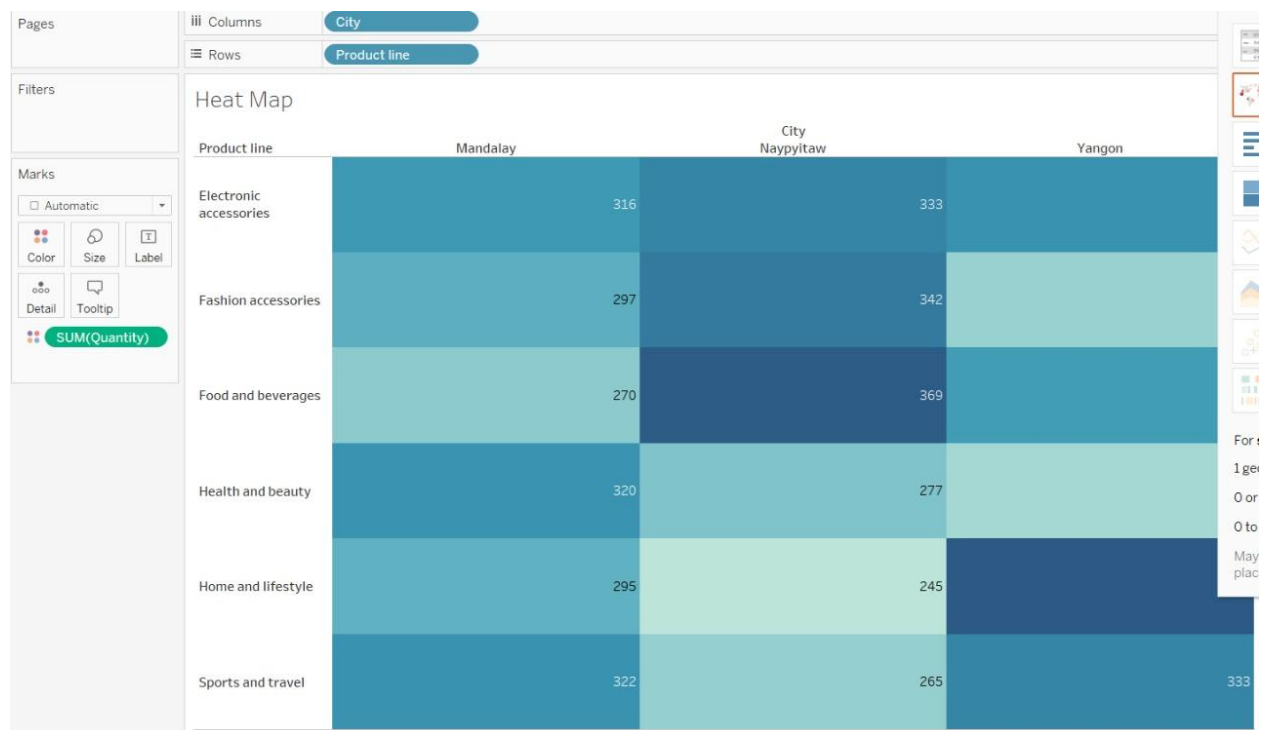 Pages
iii Columns City
Rows Product line
Filters
Marks
Automatic
Color Size Label
Detail Tooltip
SUM(Quantity)
Heat Map
City
Product line Mandalay Naypyitaw Yangon
Electronic accessories 316 333
Fashion accessories 297 342
Food and beverages 270 369
Health and beauty 320 277
Home and lifestyle 295 245
Sports and travel 322 265 333
For
1 geo
0 or
0 to
May
plac